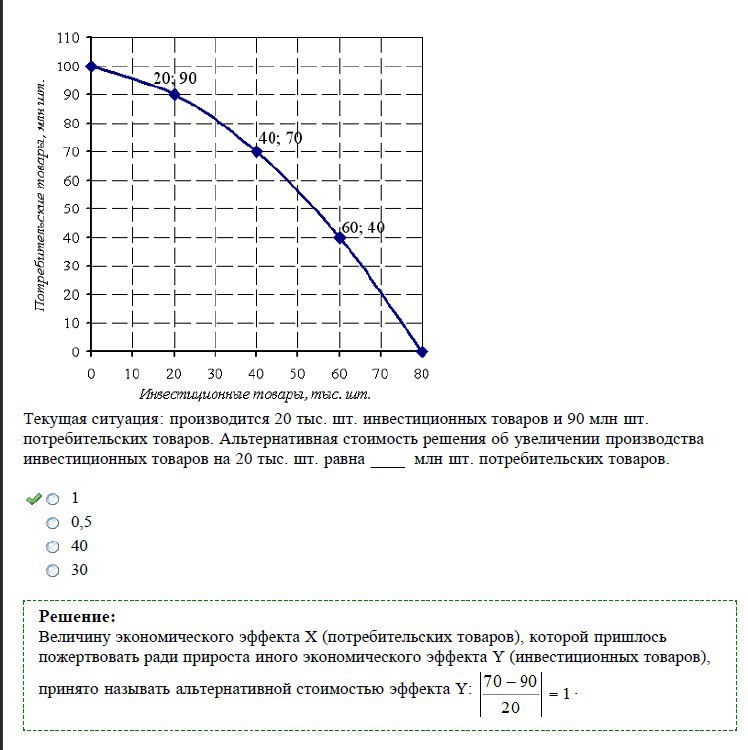 110
100
90
80
70
60
50
40
30
20
10
0
Потребительские товары, млн шт.
20; 90
40; 70
60; 40
0 10 20 30 40 50 60 70 80
Инвестиционные товары, тыс. шт.
Текущая ситуация: производится 20 тыс. шт. инвестиционных товаров и 90 млн шт.
потребительских товаров. Альтернативная стоимость решения об увеличении производства
инвестиционных товаров на 20 тыс. шт. равна ____ млн шт. потребительских товаров.
1
0,5
40
30
Решение:
Величину экономического эффекта X (потребительских товаров), которой пришлось
пожертвовать ради прироста иного экономического эффекта Y (инвестиционных товаров),
принято называть альтернативной стоимостью эффекта Y: |70 – 90 / 20| = 1 .